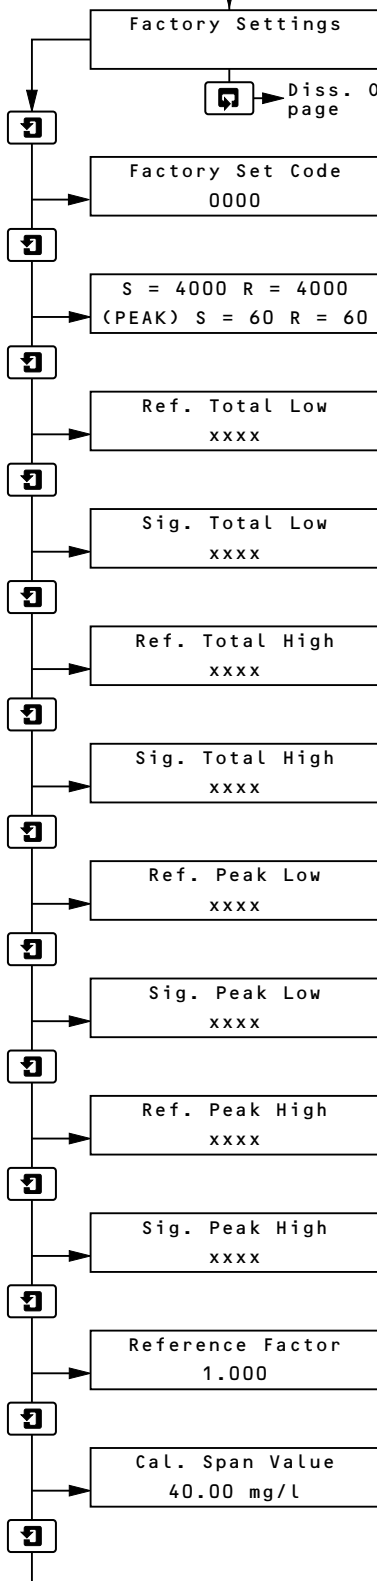 Factory Settings
Diss. O
page
Factory Set Code
0000
S = 4000 R = 4000
(PEAK) S = 60 R = 60
Ref. Total Low
xxxx
Sig. Total Low
xxxx
Ref. Total High
xxxx
Sig. Total High
xxxx
Ref. Peak Low
xxxx
Sig. Peak Low
xxxx
Ref. Peak High
xxxx
Sig. Peak High
xxxx
Reference Factor
1.000
Cal. Span Value
40.00 mg/l